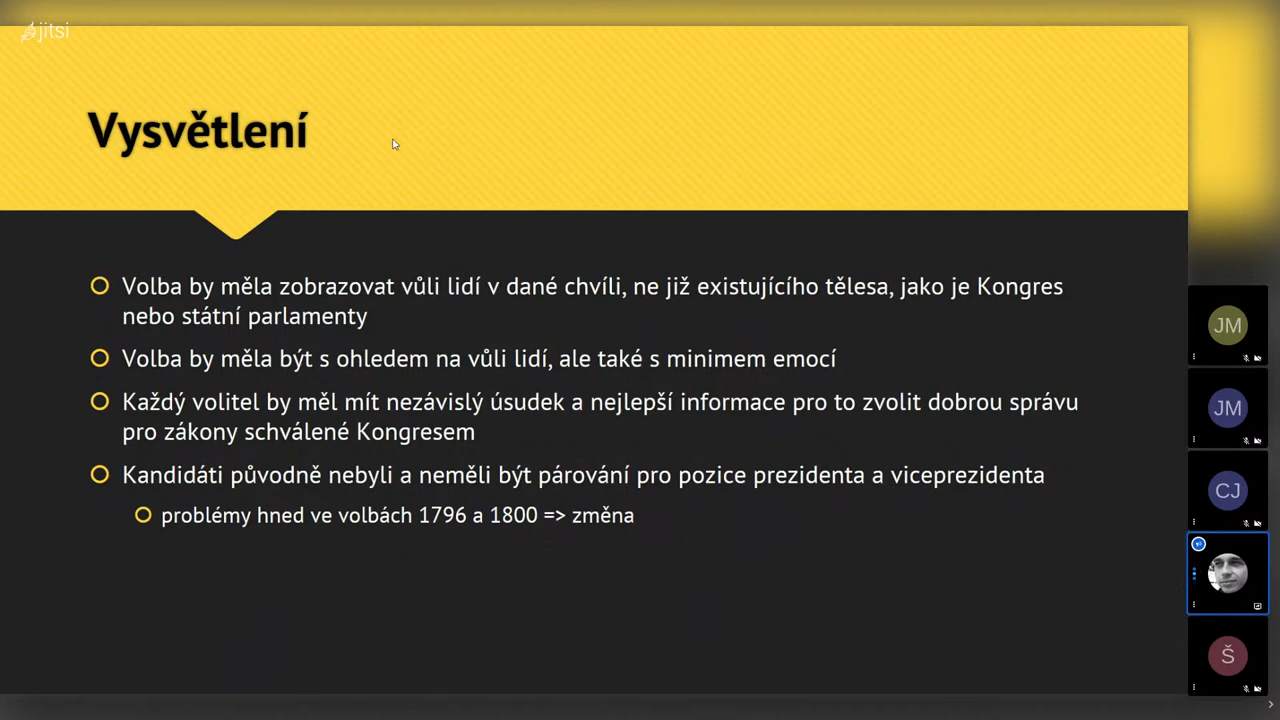 jitsi
Vysvětlení
Volba by měla zobrazovat vůli lidí v dané chvíli, ne již existujícího tělesa, jako je Kongres
nebo státní parlamenty
Volba by měla být s ohledem na vůli lidí, ale také s minimem emocí
Každý volitel by měl mít nezávislý úsudek a nejlepší informace pro to zvolit dobrou správu
pro zákony schválené Kongresem
Kandidáti původně nebyli a neměli být párování pro pozice prezidenta a viceprezidenta
problémy hned ve volbách 1796 a 1800 => změna
JM
JM
CJ
Š